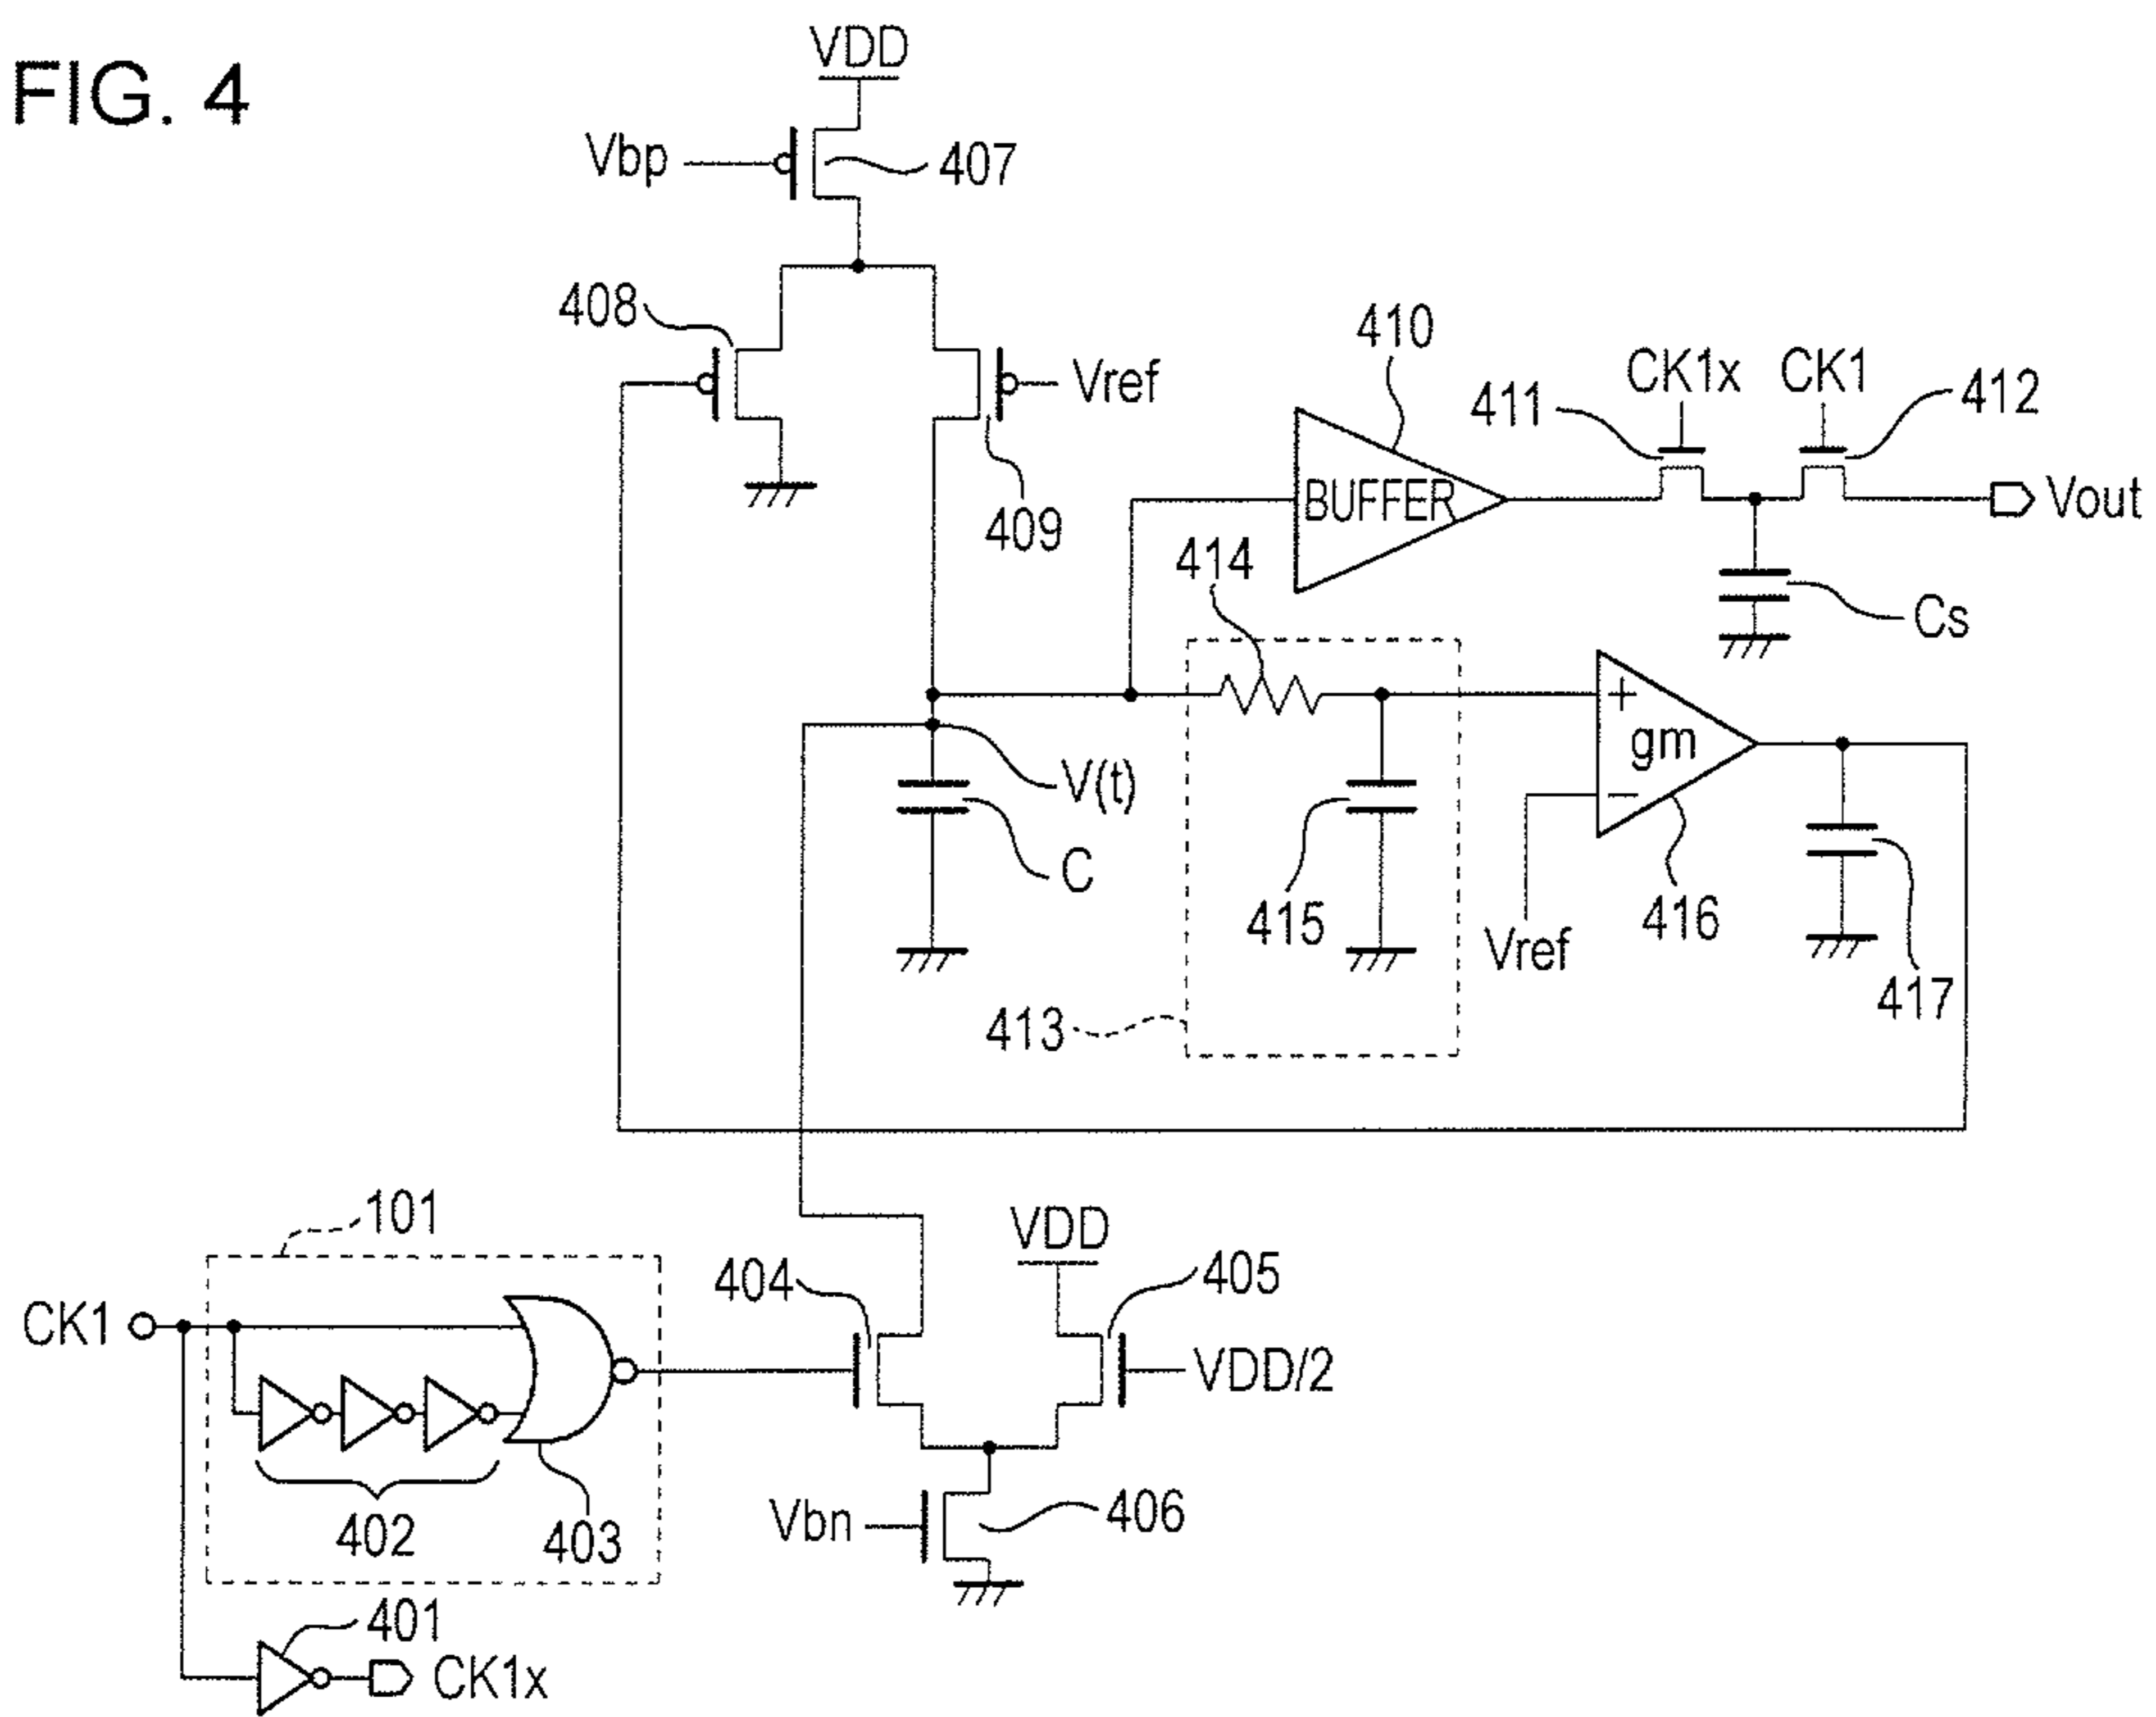 FIG. 4
VDD
Vbp
407
408
Vref
409
410
BUFFER
411
CK1x
CK1
412
Vout
Cs
414
V(t)
C
415
413
+
gm
−
Vref
416
417
101
CK1
402
403
401
CK1x
404
VDD
405
VDD/2
Vbn
406